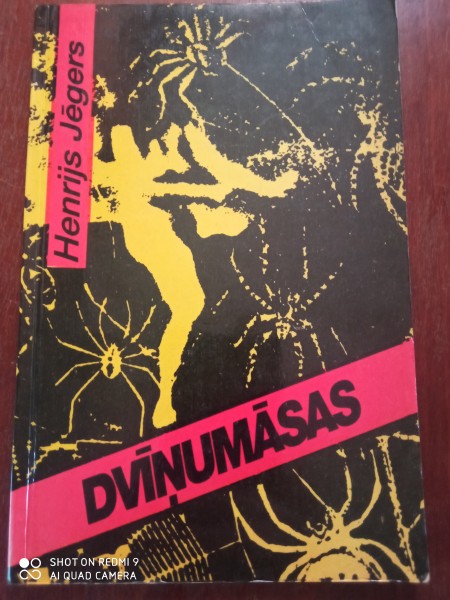 Henrijs Jēgers
DVĪŅUMĀSAS
SHOT ON REDMI 9
AI QUAD CAMERA